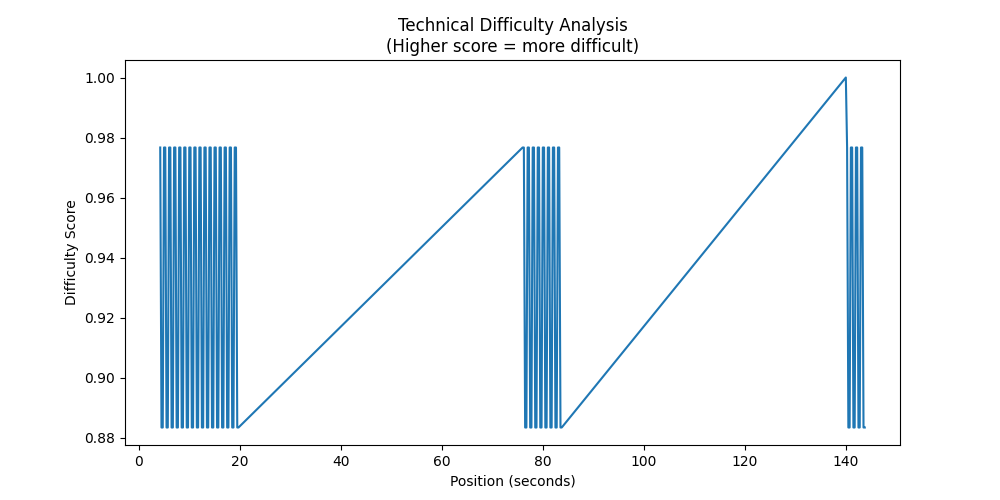 Technical Difficulty Analysis
(Higher score = more difficult)
Difficulty Score
1.00
0.98
0.96
0.94
0.92
0.90
0.88
0 20 40 60 80 100 120 140
Position (seconds)